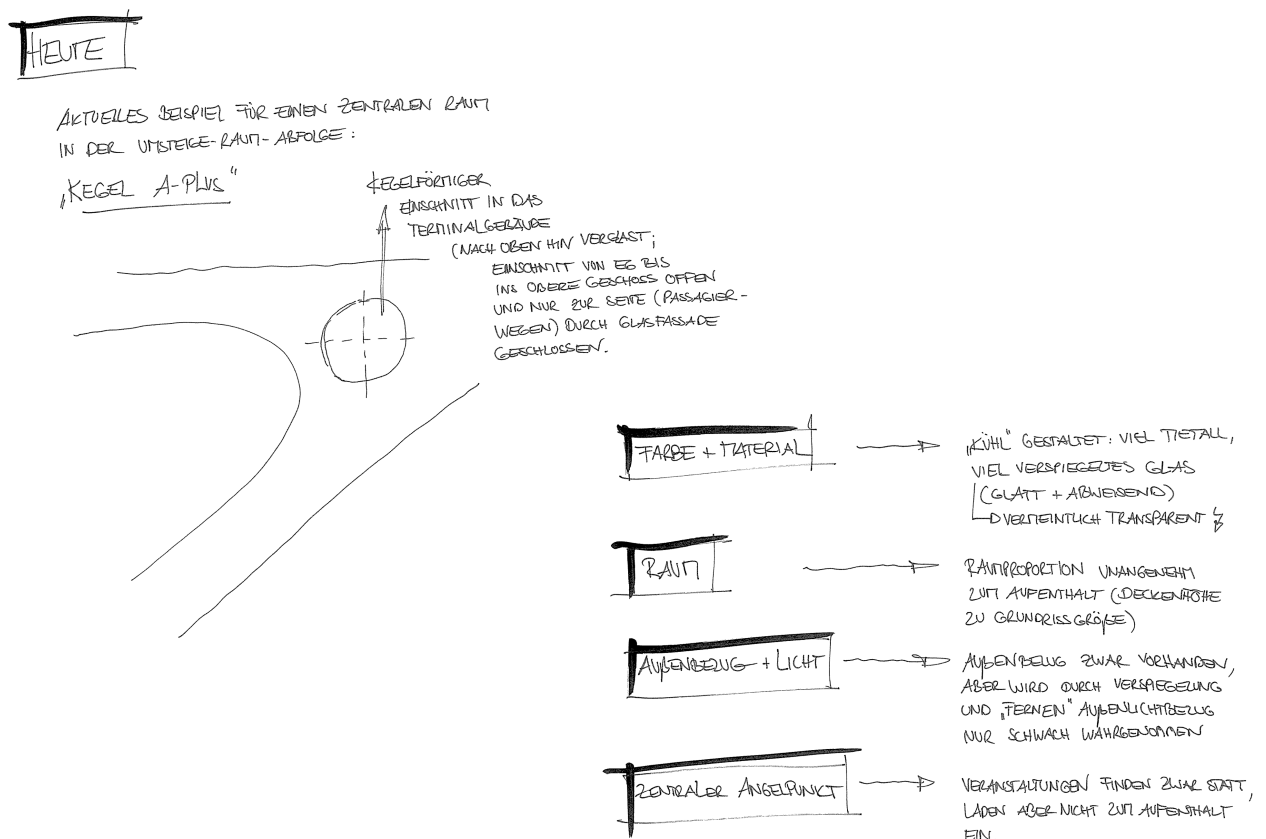 HEUTE
AKTUELLES BEISPIEL FÜR EINEN ZENTRALEN RAUM
IN DER UMSTEIGE-RAUM-ABFOLGE:
„KEGEL A-PLUS"
KEGELFÖRMIGER
EINSCHNITT IN DAS
TERMINALGEBÄUDE
(NACH OBEN HIN VERGLAST;
EINSCHNITT VON EG BIS
INS OBERE GESCHOSS OFFEN
UND NUR ZUR SEITE (PASSAGIER-
WEGEN) DURCH GLASFASSADE
GESCHLOSSEN.
FARBE + MATERIAL
„KÜHL" GESTALTET: VIEL METALL,
VIEL VERSPIEGELTES GLAS
(GLATT + ABWEISEND)
VERMEINTLICH TRANSPARENT
RAUM
RAUMPROPORTION UNANGENEHM
ZUM AUFENTHALT (DECKENHÖHE
ZU GRUNDRISSGRÖßE)
AUßENBEZUG + LICHT
AUßENBEZUG ZWAR VORHANDEN,
ABER WIRD DURCH VERSPIEGELUNG
UND „FERNEN" AUßENLICHTBEZUG
NUR SCHWACH WAHRGENOMMEN
ZENTRALER ANGELPUNKT
VERANSTALTUNGEN FINDEN ZWAR STATT,
LADEN ABER NICHT ZUM AUFENTHALT
EIN